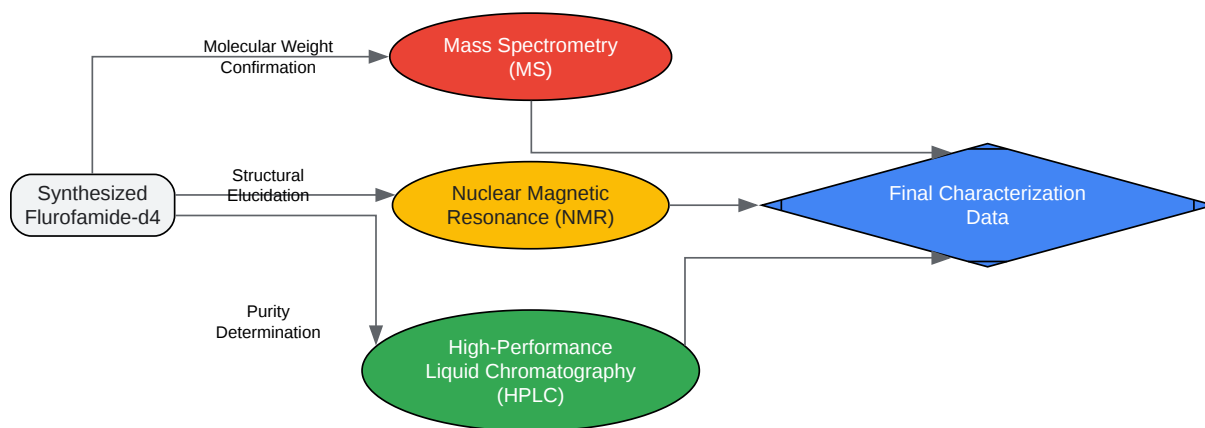 Molecular Weight
Confirmation
Mass Spectrometry
(MS)
Synthesized
Flurofamide-d4
Structural
Elucidation
Nuclear Magnetic
Resonance (NMR)
Final Characterization
Data
Purity
Determination
High-Performance
Liquid Chromatography
(HPLC)